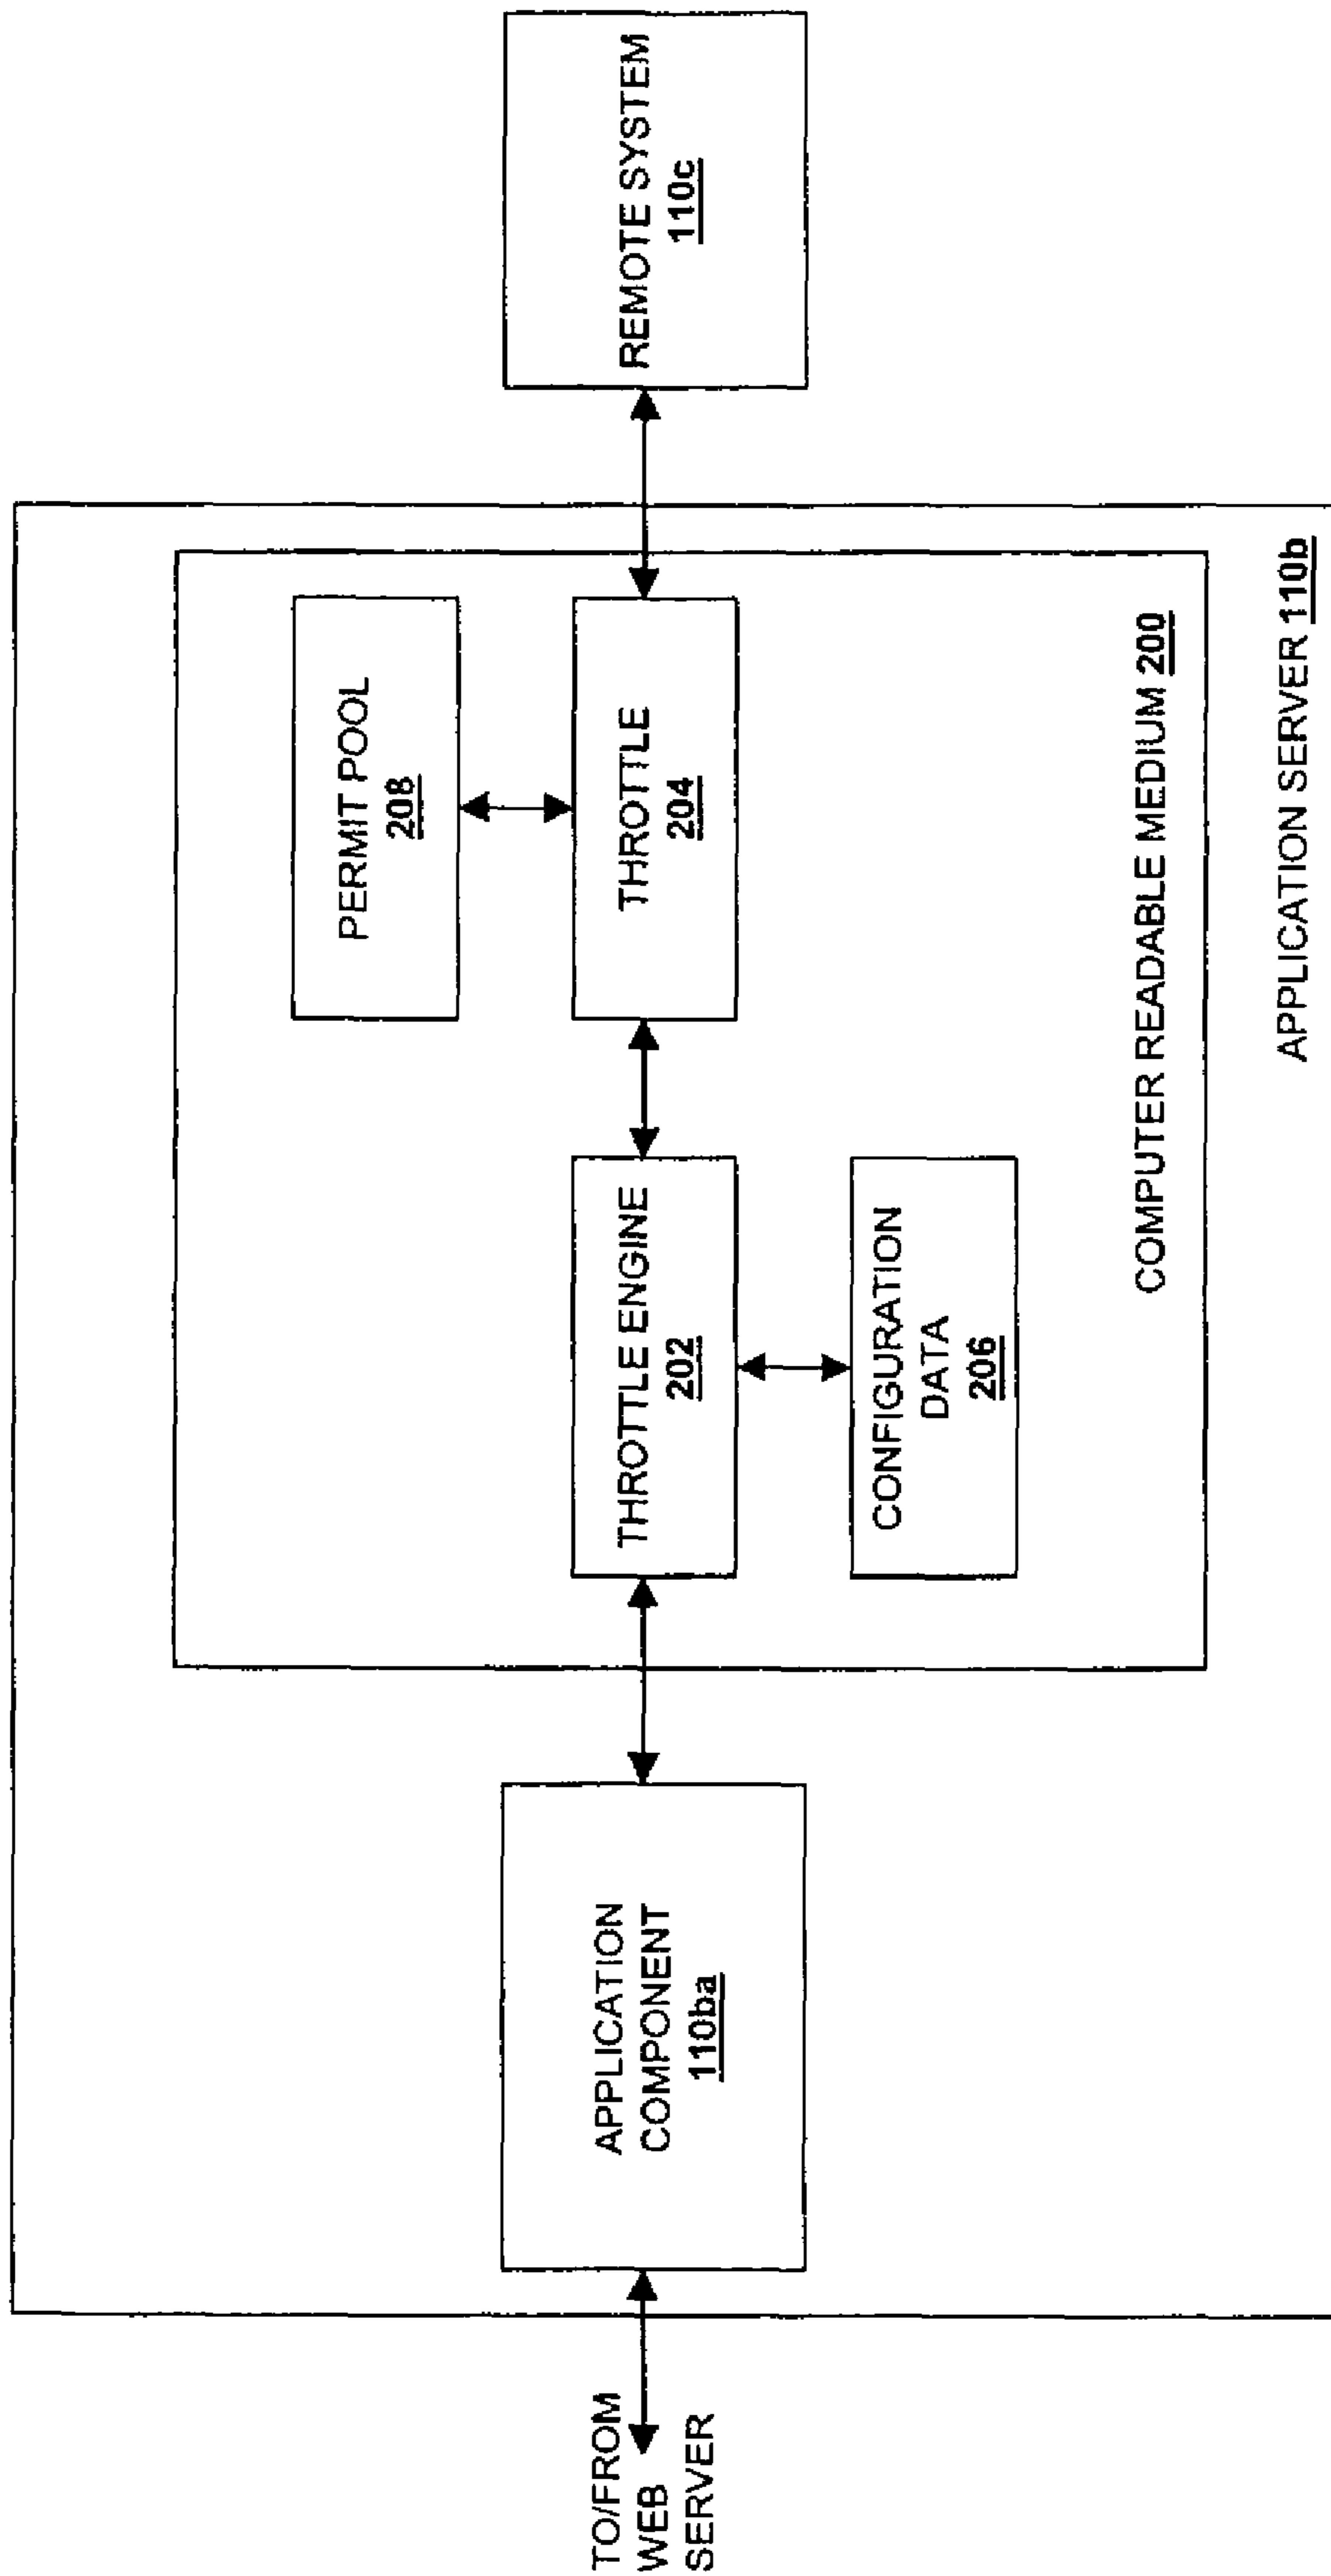 TO/FROM
WEB
SERVER
APPLICATION
COMPONENT
110ba
THROTTLE ENGINE
202
CONFIGURATION
DATA
206
PERMIT POOL
208
THROTTLE
204
COMPUTER READABLE MEDIUM 200
APPLICATION SERVER 110b
REMOTE SYSTEM
110c